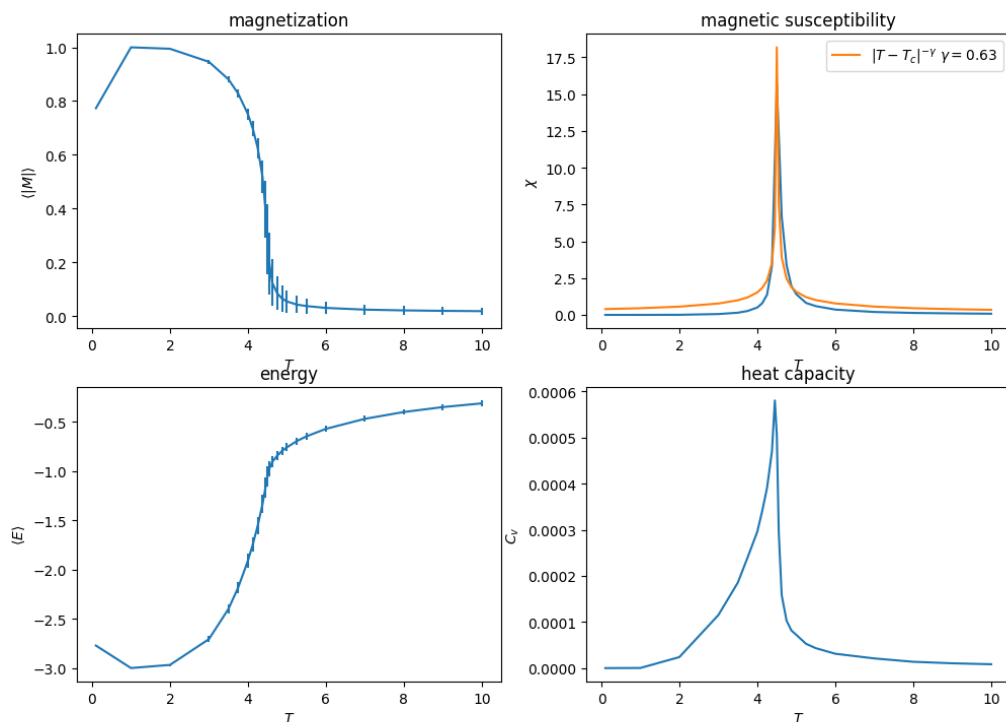 magnetization
1.0
0.8
0.6
0.4
0.2
0.0
⟨|M|⟩
0 2 4 6 8 10
T
magnetic susceptibility
17.5
15.0
12.5
10.0
7.5
5.0
2.5
0.0
χ
|T − T_c|^{−γ} γ = 0.63
0 2 4 6 8 10
T
energy
−0.5
−1.0
−1.5
−2.0
−2.5
−3.0
⟨E⟩
0 2 4 6 8 10
T
heat capacity
0.0006
0.0005
0.0004
0.0003
0.0002
0.0001
0.0000
C_v
0 2 4 6 8 10
T